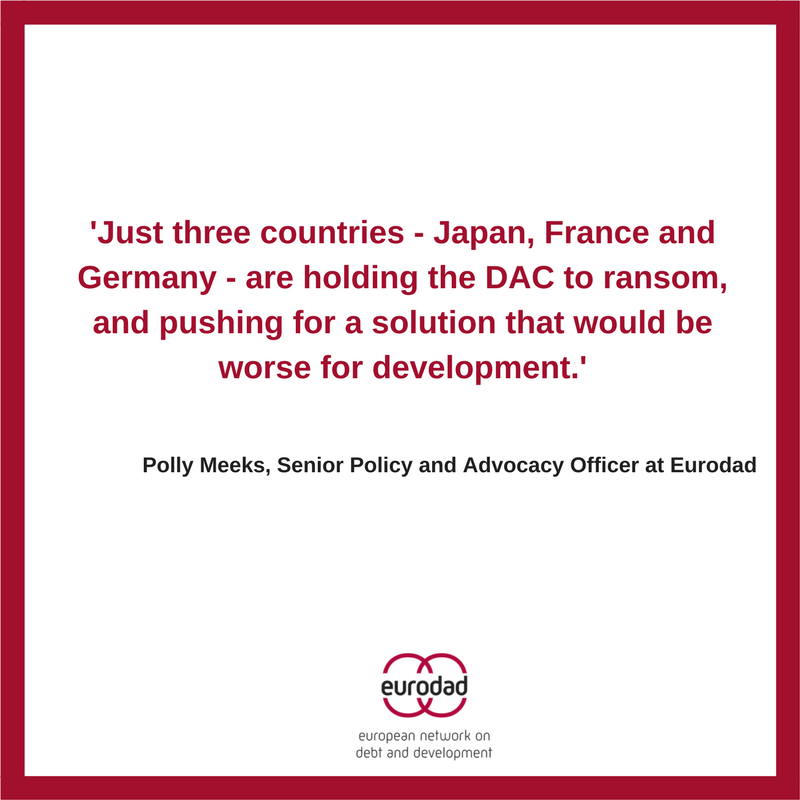 'Just three countries - Japan, France and
Germany - are holding the DAC to ransom,
and pushing for a solution that would be
worse for development.'
Polly Meeks, Senior Policy and Advocacy Officer at Eurodad
eurodad
european network on
debt and development